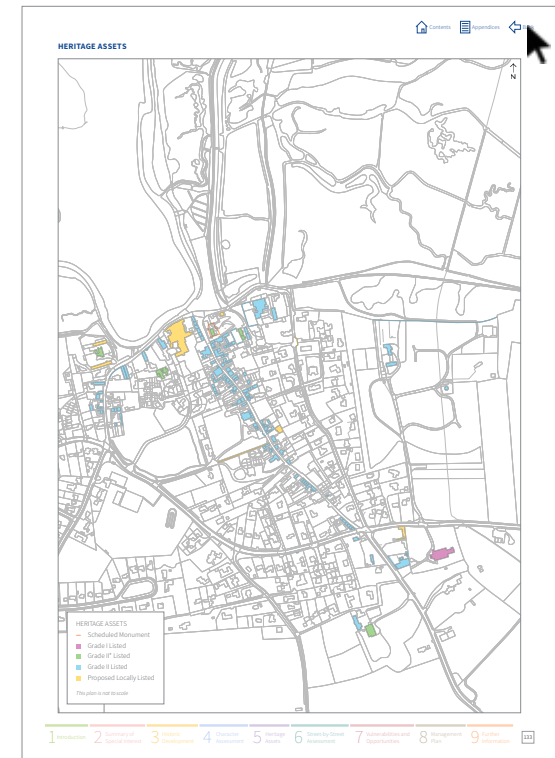 Contents Appendices
HERITAGE ASSETS
N
HERITAGE ASSETS
Scheduled Monument
Grade I Listed
Grade II* Listed
Grade II Listed
Proposed Locally Listed
This plan is not to scale
1 Introduction 2 Summary of Special Interest 3 Historic Development 4 Character Assessment 5 Heritage Assets 6 Street by Street Assessment 7 Vulnerabilities and Opportunities 8 Management Plan 9 Further Information 133